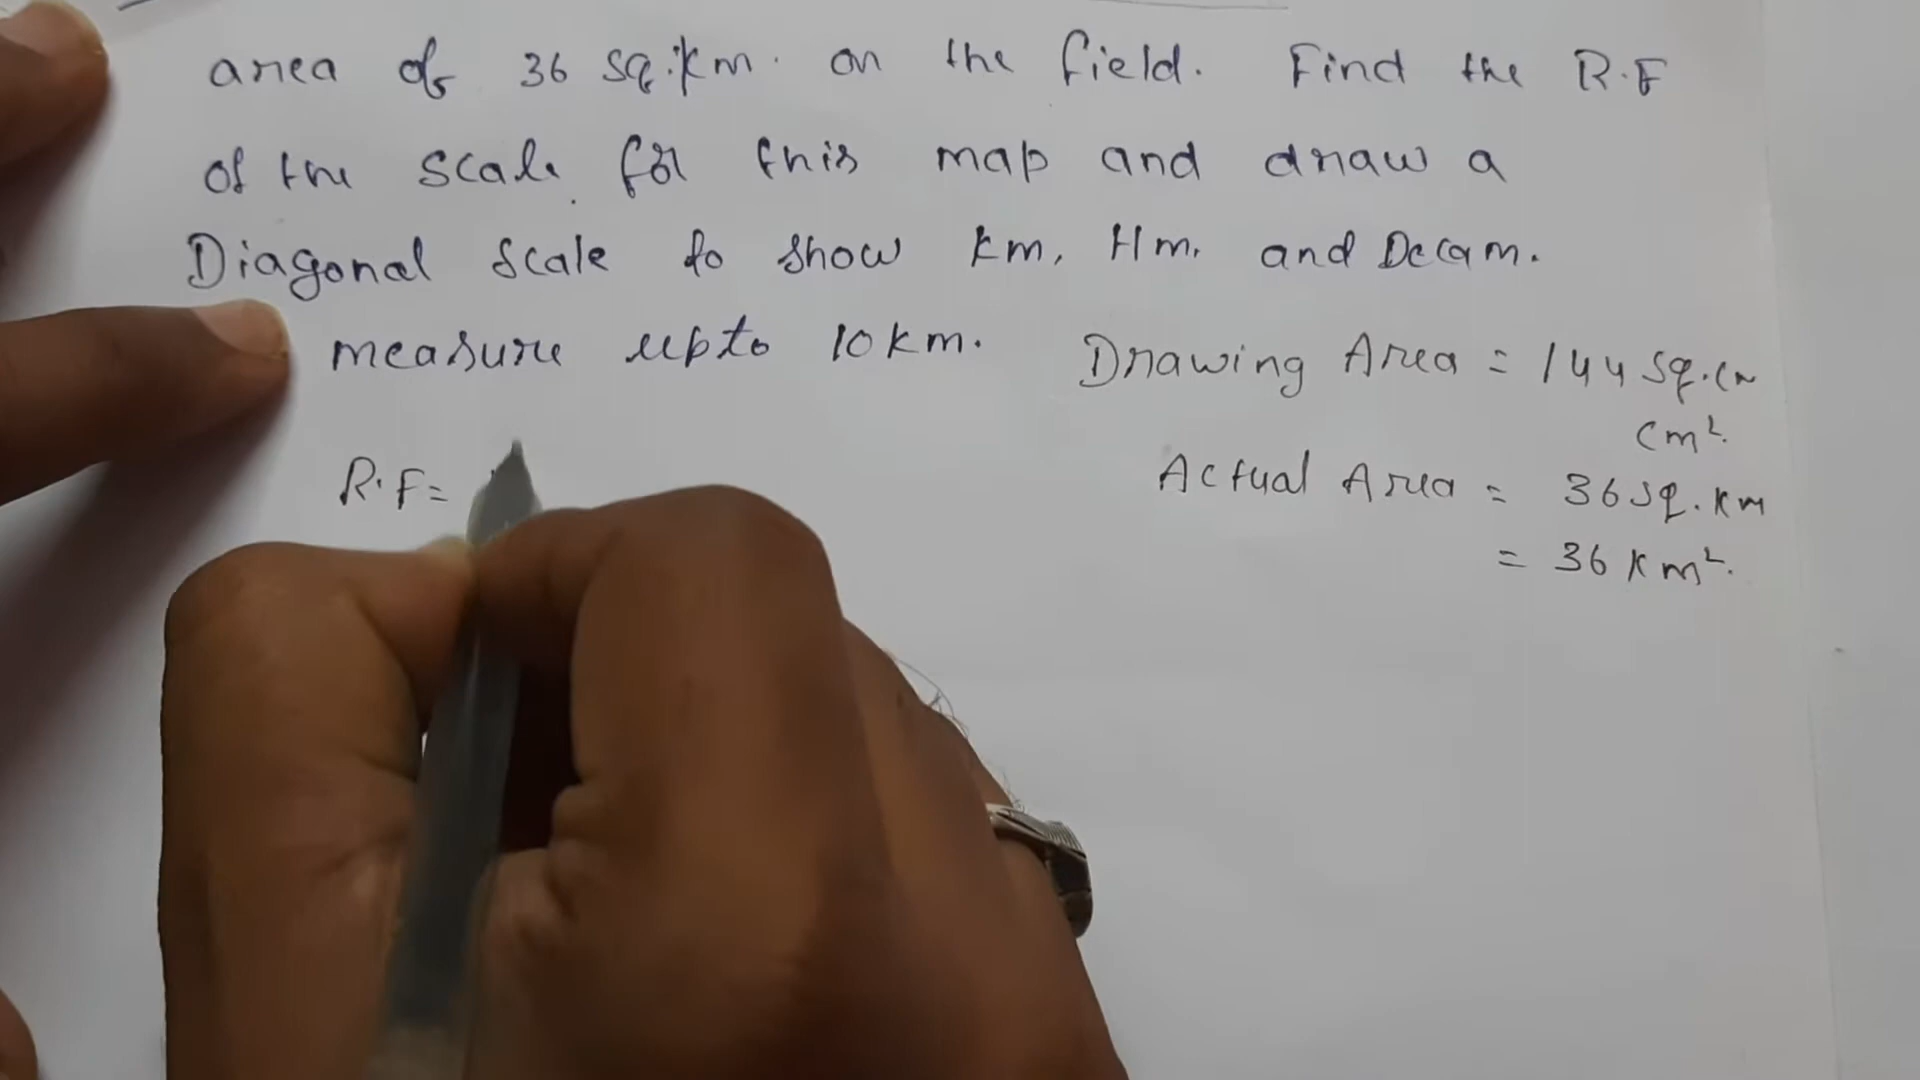 area of 36 sq.km. on the field. Find the R.F
of the scale for this map and draw a
Diagonal scale to show km, Hm. and Decam.
measure upto 10 km.
Drawing Area = 144 sq.cm
cm².
R.F =
Actual Area = 36 sq.km
= 36 km².